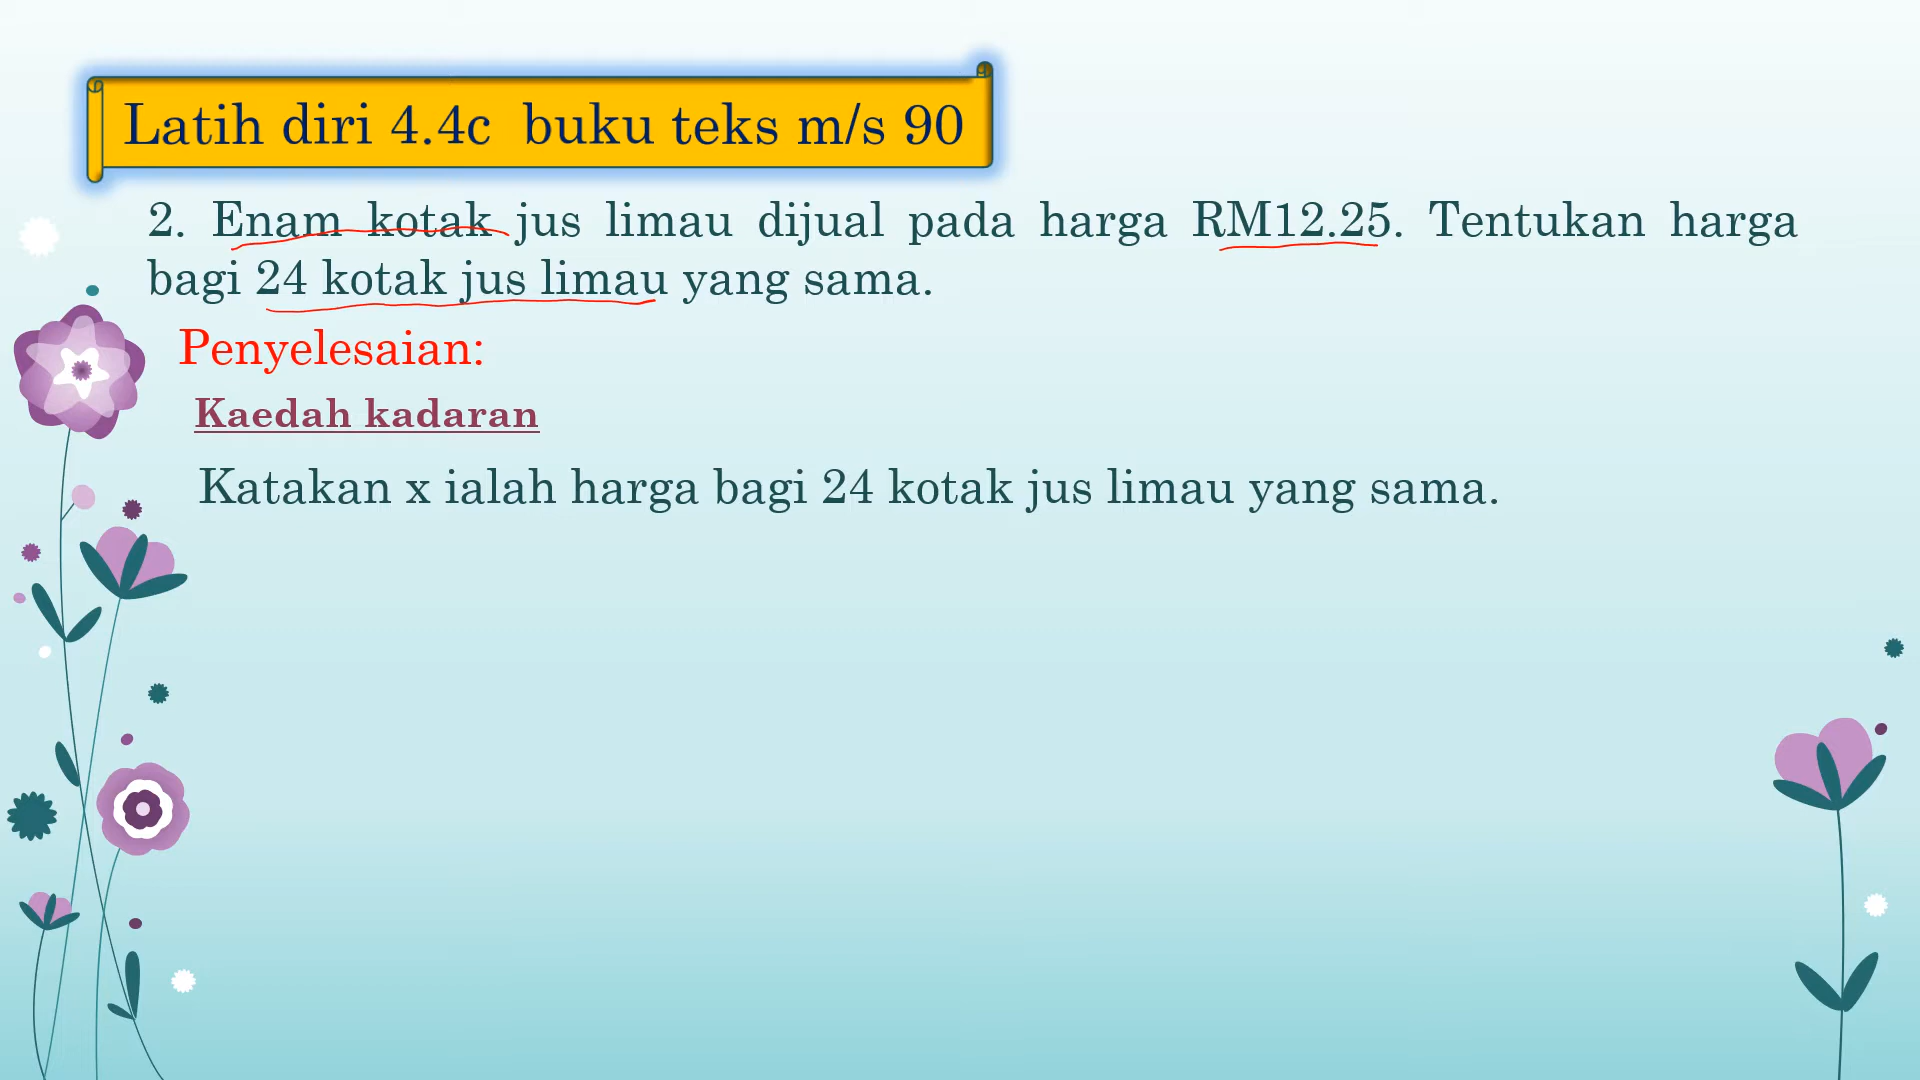 Latih diri 4.4c buku teks m/s 90
2. Enam kotak jus limau dijual pada harga RM12.25. Tentukan harga
bagi 24 kotak jus limau yang sama.
Penyelesaian:
Kaedah kadaran
Katakan x ialah harga bagi 24 kotak jus limau yang sama.